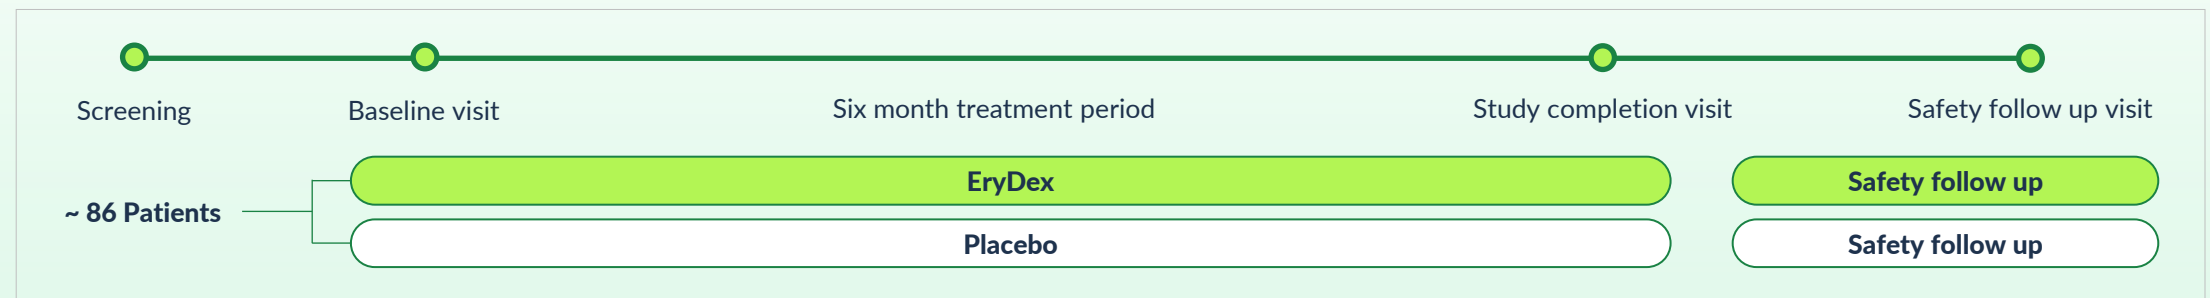 Screening
Baseline visit
Six month treatment period
Study completion visit
Safety follow up visit
~ 86 Patients
EryDex
Safety follow up
Placebo
Safety follow up